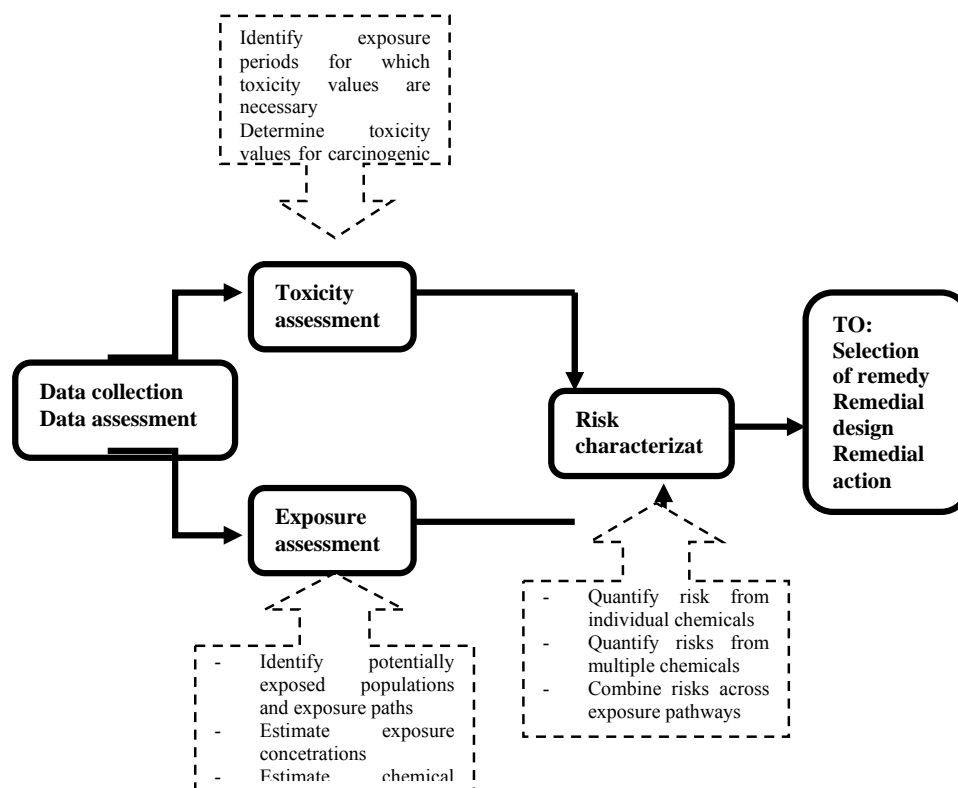 Identify exposure
periods for which
toxicity values are
necessary
Determine toxicity
values for carcinogenic
Toxicity
assessment
TO:
Selection
of remedy
Remedial
design
Remedial
action
Data collection
Data assessment
Risk
characterizat
Exposure
assessment
- Quantify risk from
individual chemicals
- Quantify risks from
multiple chemicals
- Combine risks across
exposure pathways
- Identify potentially
exposed populations
and exposure paths
- Estimate exposure
concetrations
- Estimate chemical